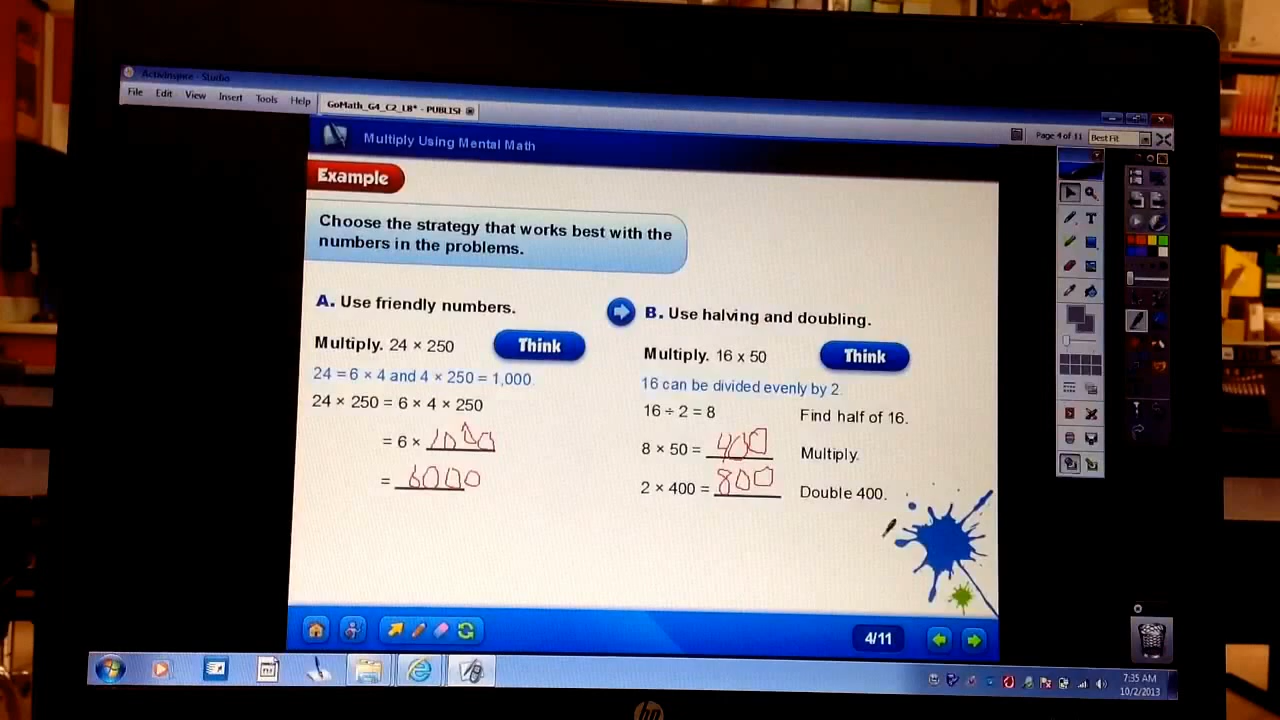 ActivInspire - Studio
File Edit View Insert Tools Help
GoMath_G4_C2_L8* - PUBLISH
Page 4 of 11 Best Fit
Multiply Using Mental Math
Example
Choose the strategy that works best with the
numbers in the problems.
A. Use friendly numbers.
Multiply. 24 × 250 Think
24 = 6 × 4 and 4 × 250 = 1,000.
24 × 250 = 6 × 4 × 250
= 6 × 1000
= 6000
B. Use halving and doubling.
Multiply. 16 x 50 Think
16 can be divided evenly by 2.
16 ÷ 2 = 8 Find half of 16.
8 × 50 = 400 Multiply.
2 × 400 = 800 Double 400.
4/11
7:35 AM
10/2/2013
hp